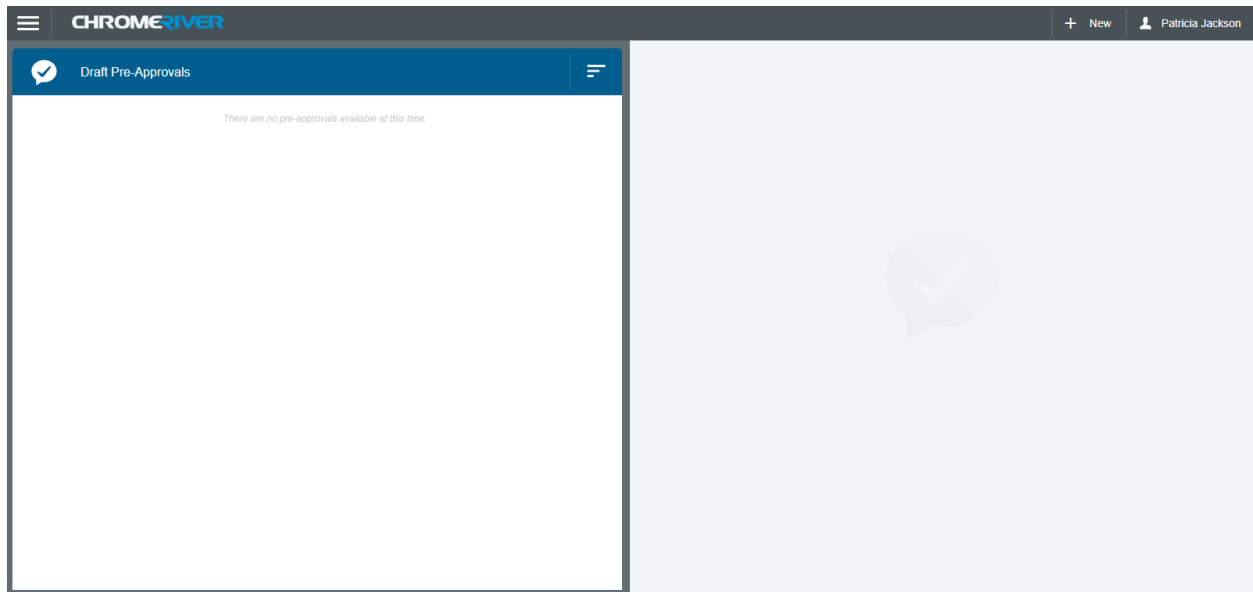 CHROMERIVER
New
Patricia Jackson
Draft Pre-Approvals
There are no pre-approvals available at this time.